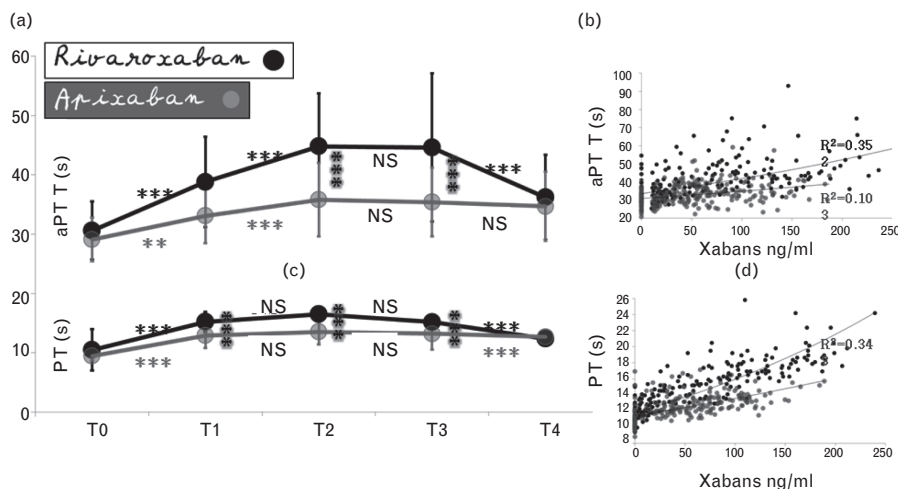 (a)
(b)
60
Rivaroxaban
Apixaban
50
40
30
20
10
0
aPT T (s)
PT (s)
***
***
NS
***
***
***
**
***
NS
NS
(c)
***
NS
NS
***
***
***
***
***
NS
NS
***
T0 T1 T2 T3 T4
100
90
80
70
60
50
40
30
20
aPT T (s)
R²=0.35
2
R²=0.10
3
0 50 100 150 200 250
Xabans ng/ml
(d)
26
24
22
20
18
16
14
12
10
8
PT (s)
R²=0.34
0 50 100 150 200 250
Xabans ng/ml